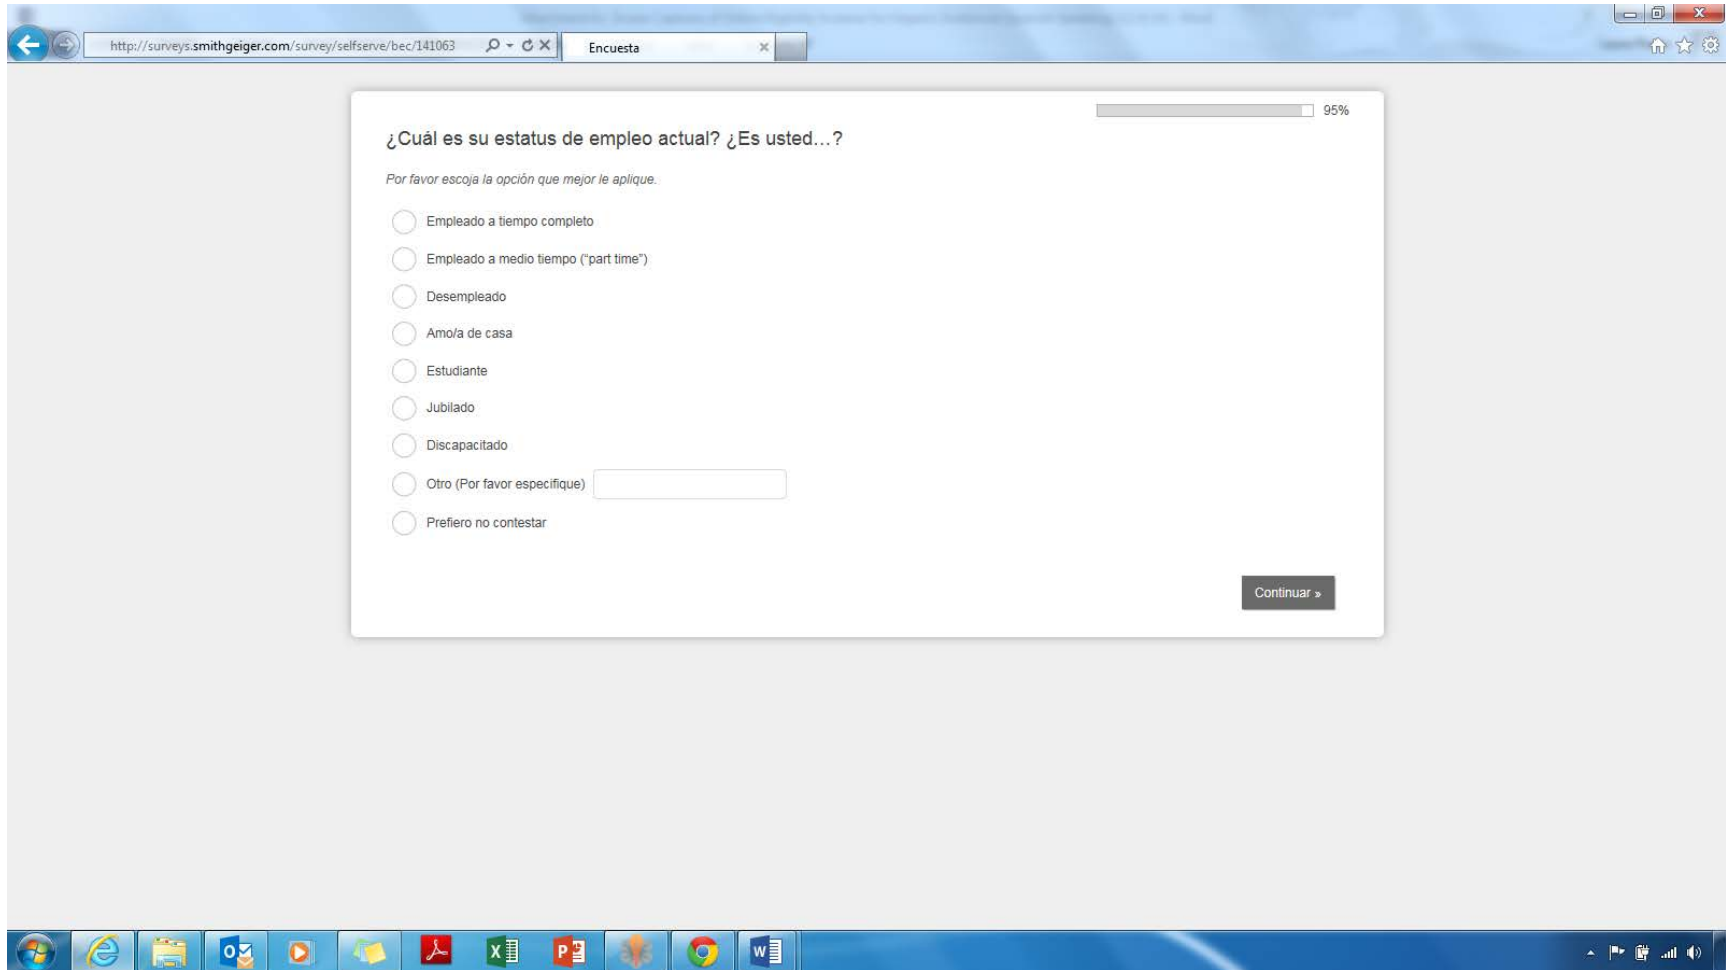 http://surveys.smithgeiger.com/survey/selfserve/bec/141063
Encuesta
95%
¿Cuál es su estatus de empleo actual? ¿Es usted…?
Por favor escoja la opción que mejor le aplique.
Empleado a tiempo completo
Empleado a medio tiempo (“part time”)
Desempleado
Amo/a de casa
Estudiante
Jubilado
Discapacitado
Otro (Por favor especifique)
Prefiero no contestar
Continuar »